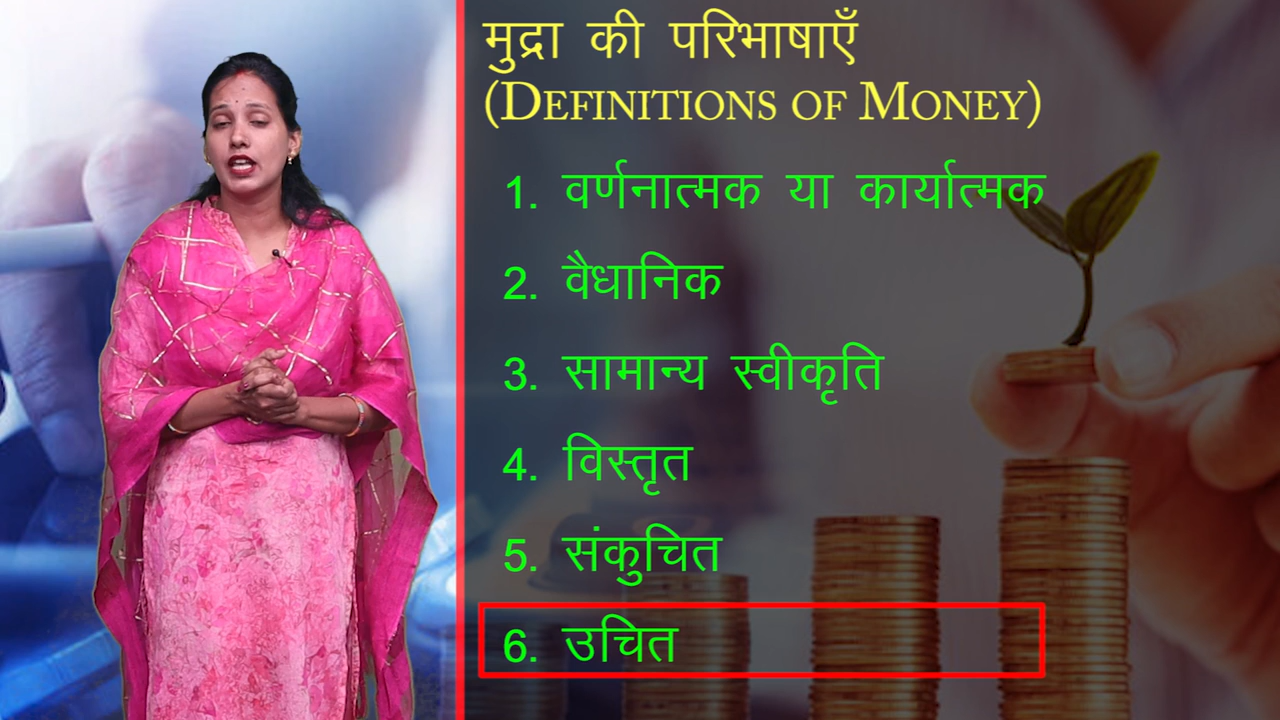 मुद्रा की परिभाषाएँ
(DEFINITIONS OF MONEY)
1. वर्णनात्मक या कार्यात्मक
2. वैधानिक
3. सामान्य स्वीकृति
4. विस्तृत
5. संकुचित
6. उचित